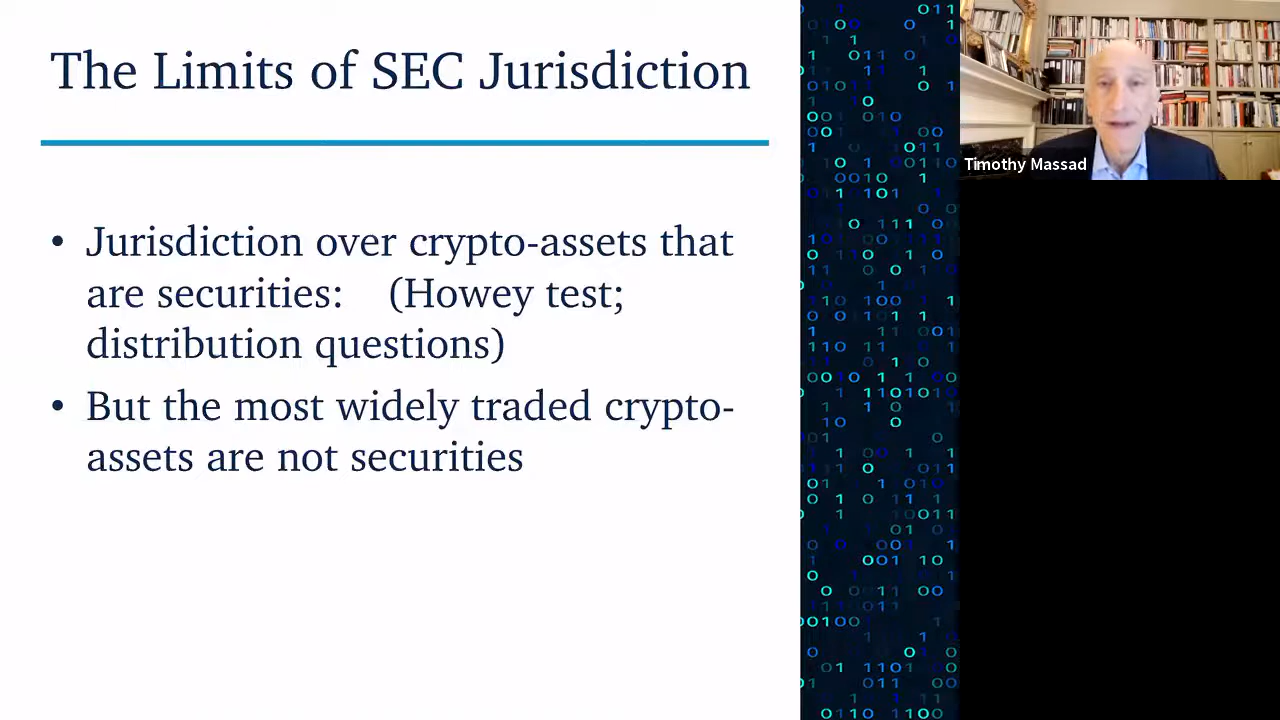 The Limits of SEC Jurisdiction
• Jurisdiction over crypto-assets that
are securities: (Howey test;
distribution questions)
• But the most widely traded crypto-
assets are not securities
Timothy Massad